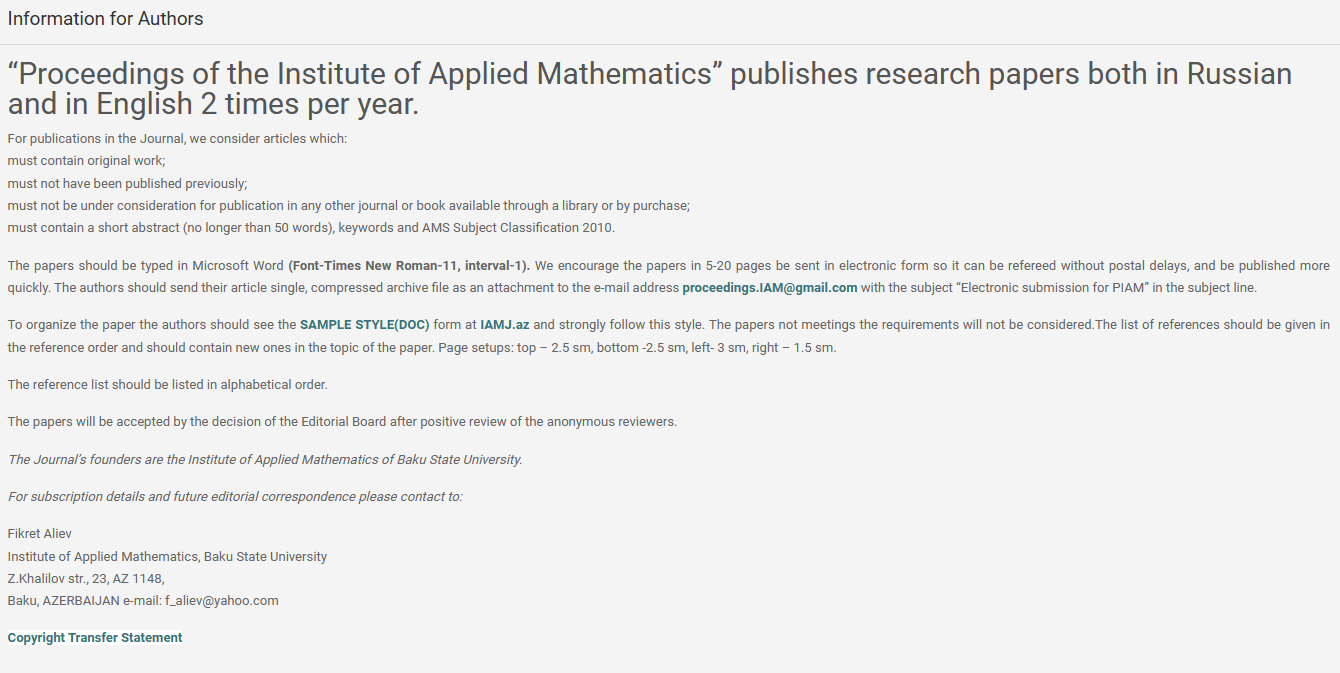 Information for Authors
“Proceedings of the Institute of Applied Mathematics” publishes research papers both in Russian
and in English 2 times per year.
For publications in the Journal, we consider articles which:
must contain original work;
must not have been published previously;
must not be under consideration for publication in any other journal or book available through a library or by purchase;
must contain a short abstract (no longer than 50 words), keywords and AMS Subject Classification 2010.
The papers should be typed in Microsoft Word (Font-Times New Roman-11, interval-1). We encourage the papers in 5-20 pages be sent in electronic form so it can be refereed without postal delays, and be published more
quickly. The authors should send their article single, compressed archive file as an attachment to the e-mail address proceedings.IAM@gmail.com with the subject “Electronic submission for PIAM” in the subject line.
To organize the paper the authors should see the SAMPLE STYLE(DOC) form at IAMJ.az and strongly follow this style. The papers not meetings the requirements will not be considered.The list of references should be given in
the reference order and should contain new ones in the topic of the paper. Page setups: top – 2.5 sm, bottom -2.5 sm, left- 3 sm, right – 1.5 sm.
The reference list should be listed in alphabetical order.
The papers will be accepted by the decision of the Editorial Board after positive review of the anonymous reviewers.
The Journal’s founders are the Institute of Applied Mathematics of Baku State University.
For subscription details and future editorial correspondence please contact to:
Fikret Aliev
Institute of Applied Mathematics, Baku State University
Z.Khalilov str., 23, AZ 1148,
Baku, AZERBAIJAN e-mail: f_aliev@yahoo.com
Copyright Transfer Statement